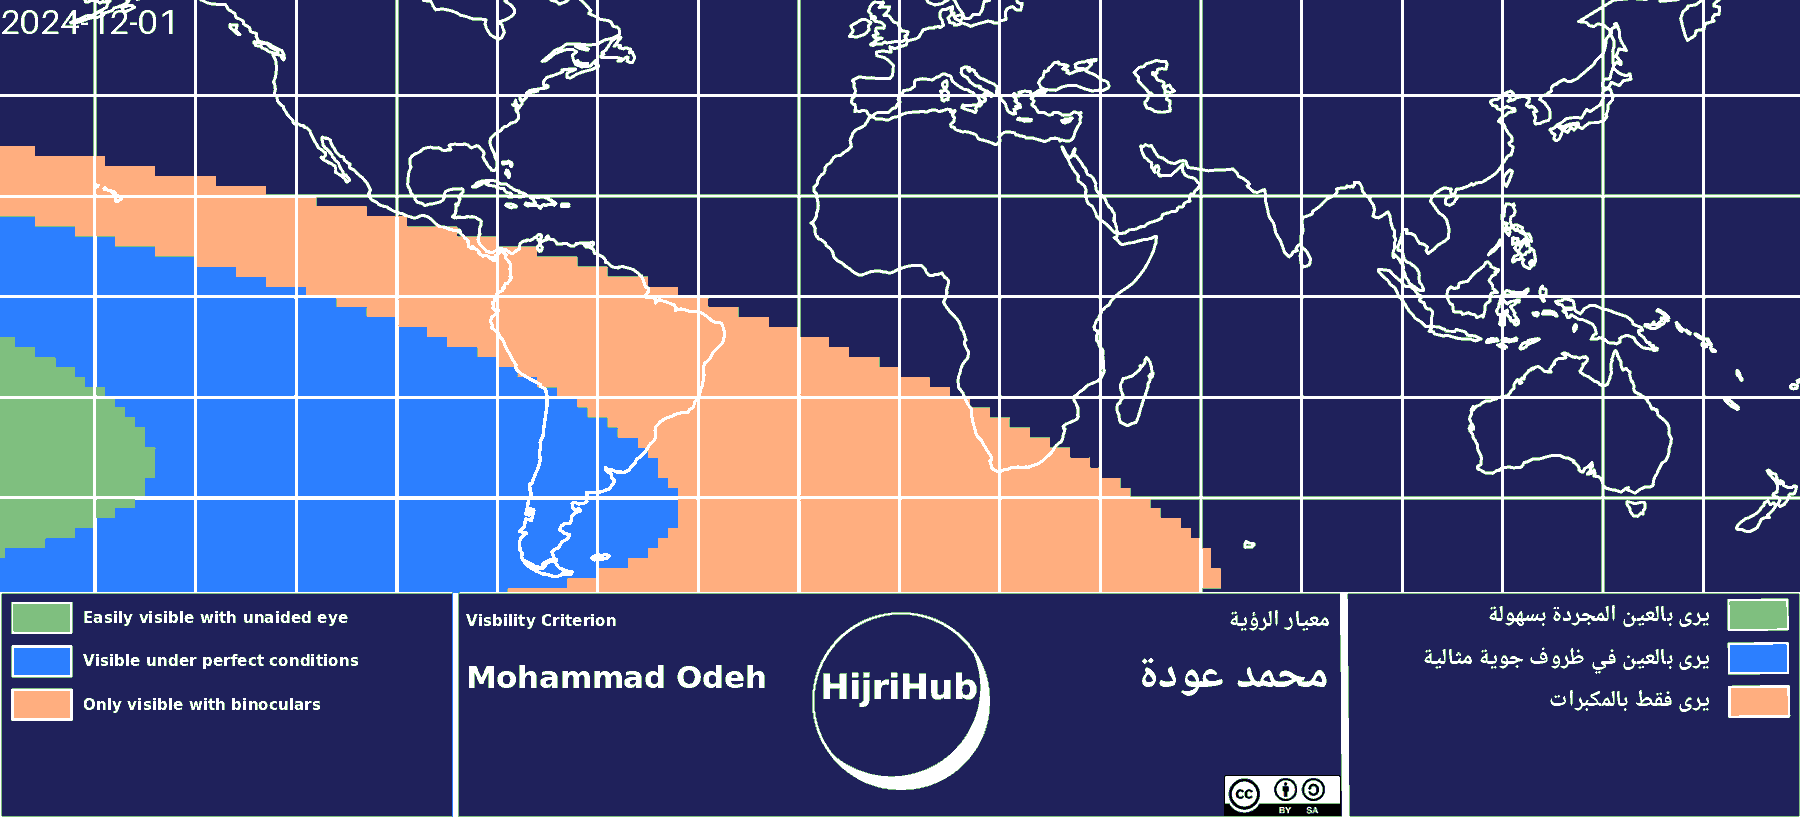 2024-12-01
Easily visible with unaided eye
Visible under perfect conditions
Only visible with binoculars
Visbility Criterion
Mohammad Odeh
HijriHub
معيار الرؤية
محمد عودة
cc BY SA
يرى بالعين المجردة بسهولة
يرى بالعين في ظروف جوية مثالية
يرى فقط بالمكبرات